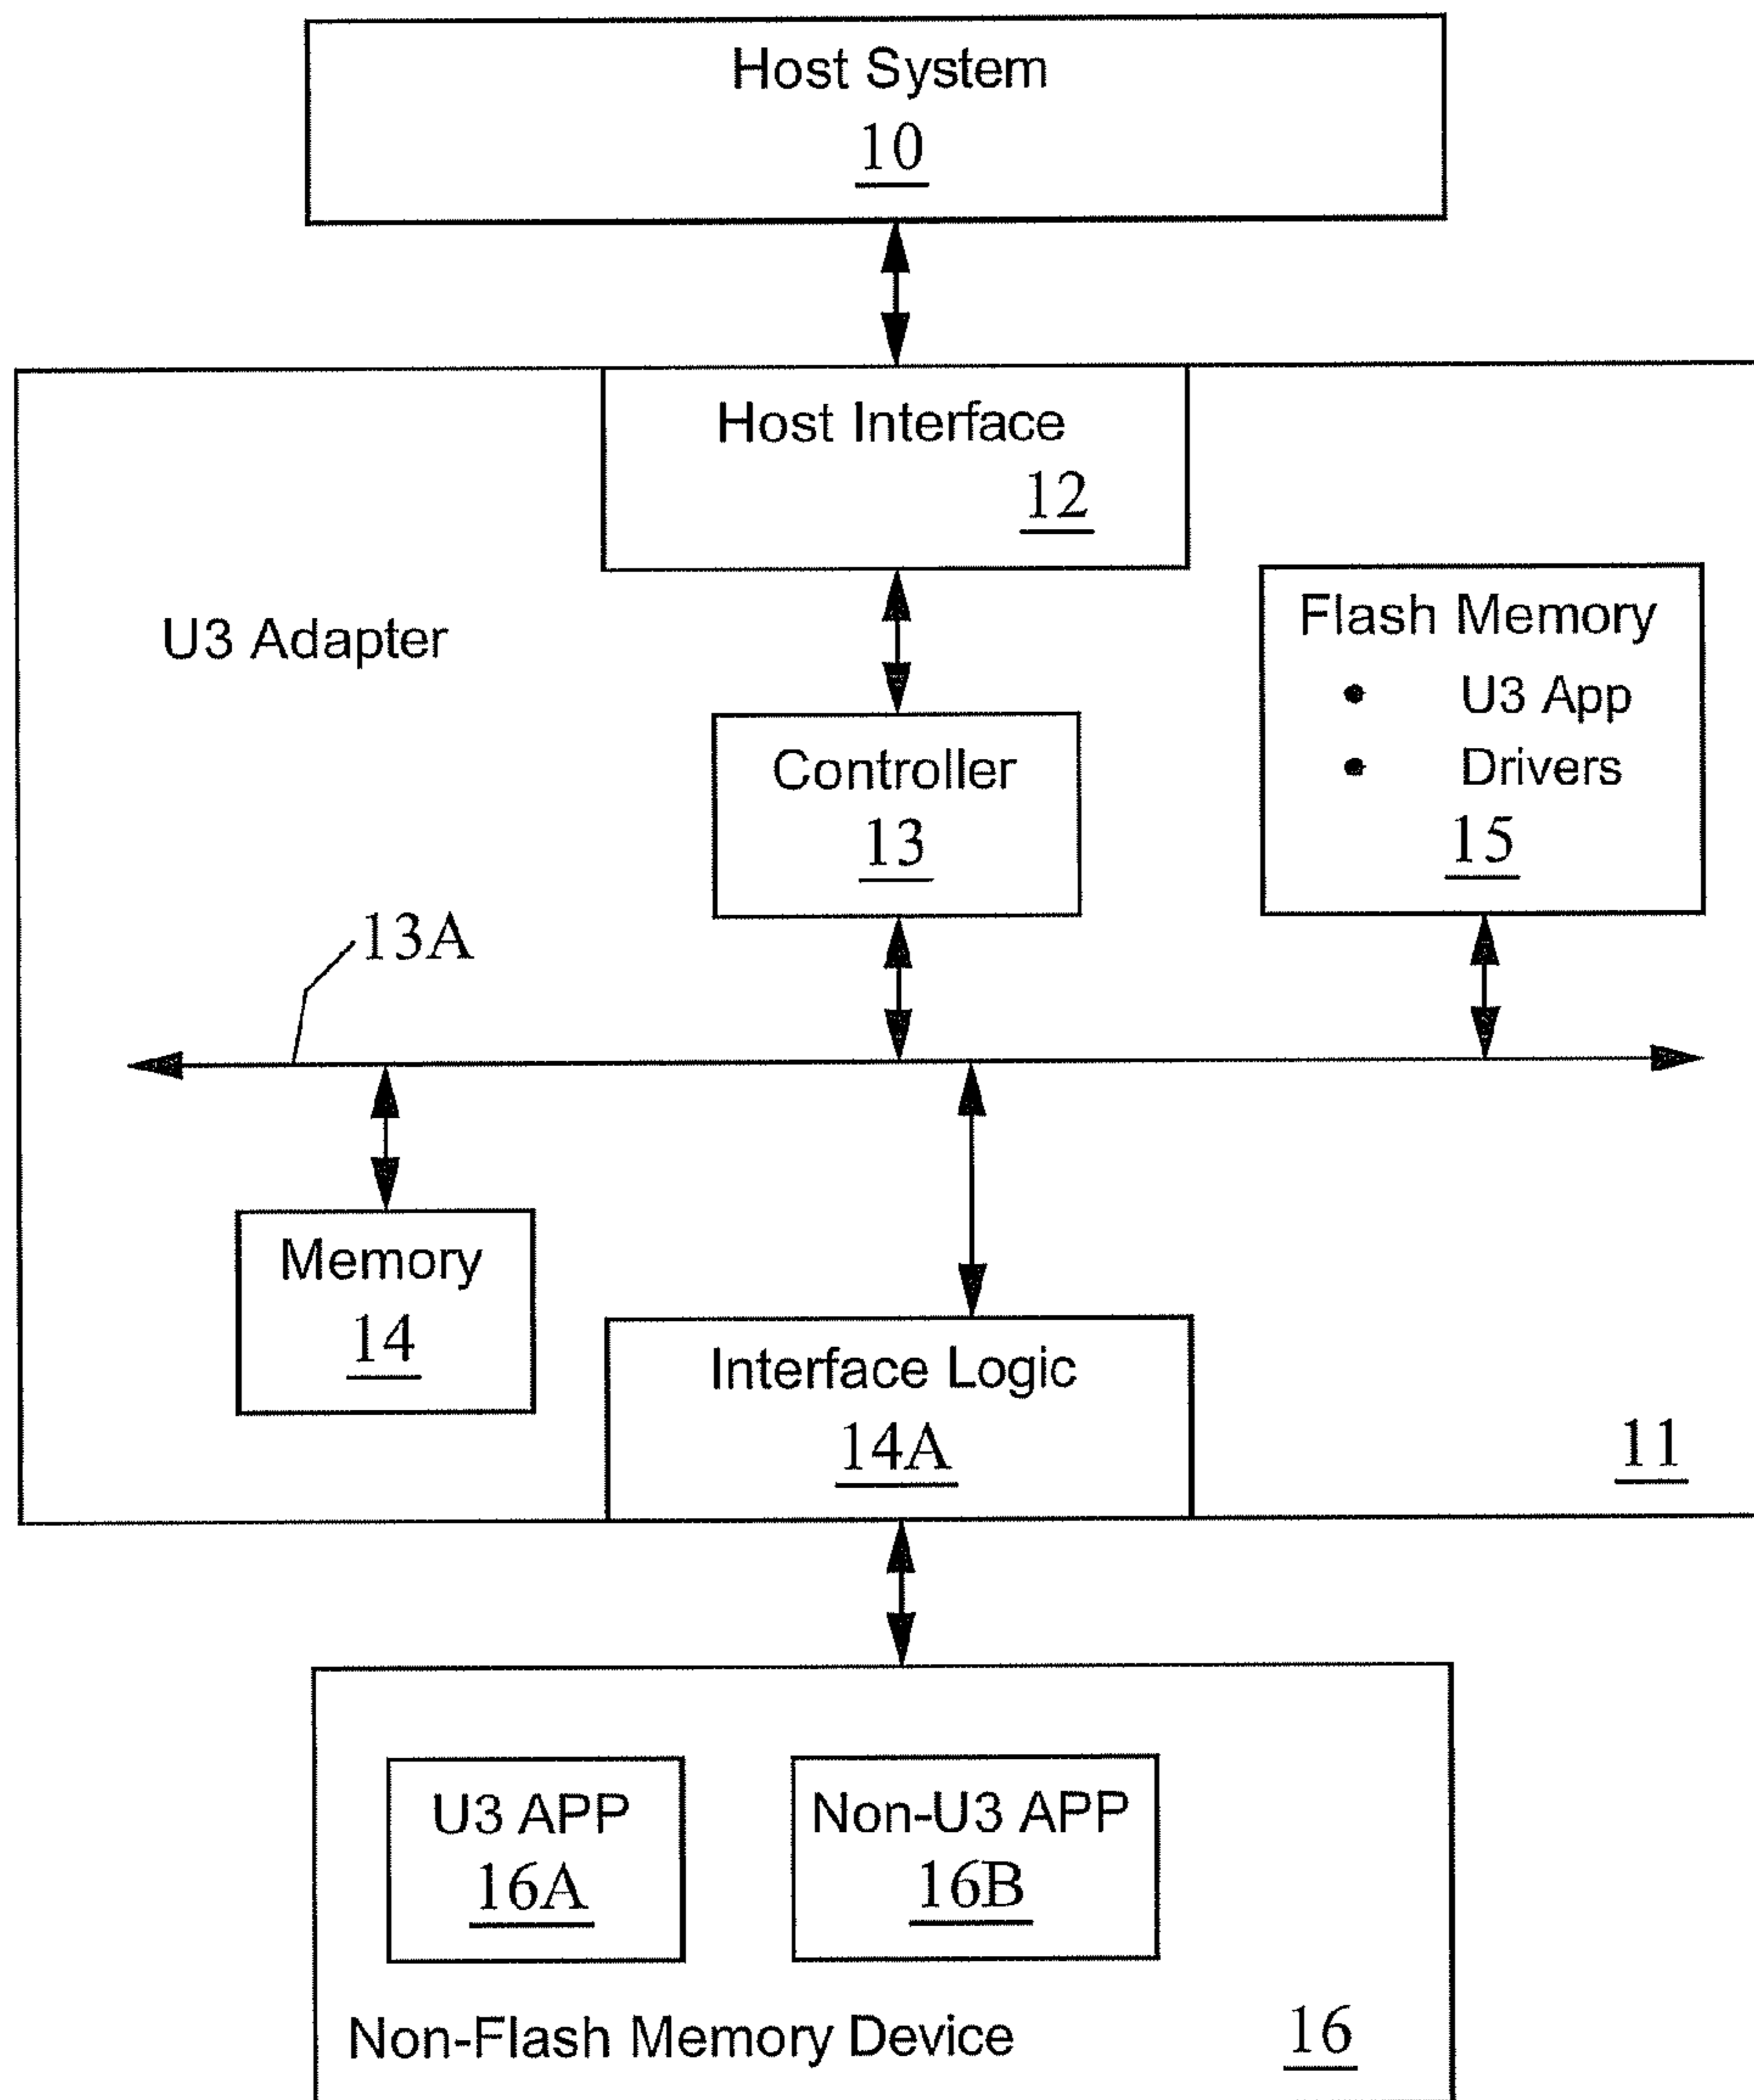 Host System
10
Host Interface
12
U3 Adapter
Flash Memory
• U3 App
• Drivers
15
Controller
13
13A
Memory
14
Interface Logic
14A
11
U3 APP
16A
Non-U3 APP
16B
Non-Flash Memory Device
16